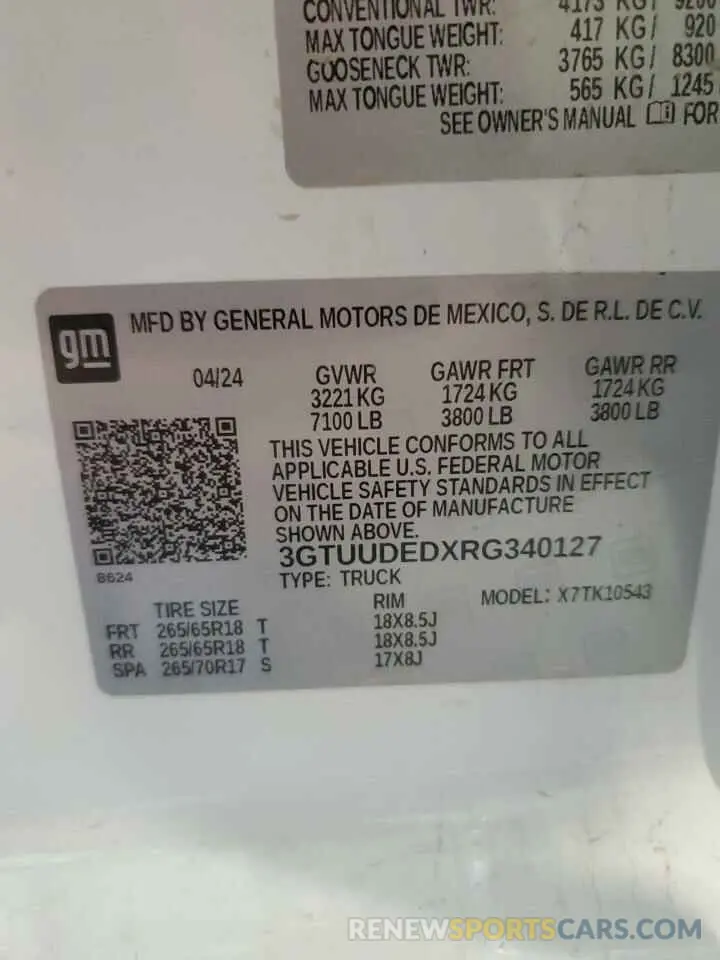 CONVENTIONAL TWR: 4173 KG/ 9200
MAX TONGUE WEIGHT: 417 KG/ 920
GOOSENECK TWR: 3765 KG/ 8300
MAX TONGUE WEIGHT: 565 KG/ 1245
SEE OWNER'S MANUAL FOR
gm
MFD BY GENERAL MOTORS DE MEXICO, S. DE R.L. DE C.V.
04/24 GVWR GAWR FRT GAWR RR
3221 KG 1724 KG 1724 KG
7100 LB 3800 LB 3800 LB
THIS VEHICLE CONFORMS TO ALL
APPLICABLE U.S. FEDERAL MOTOR
VEHICLE SAFETY STANDARDS IN EFFECT
ON THE DATE OF MANUFACTURE
SHOWN ABOVE.
3GTUUDEDXRG340127
8624
TYPE: TRUCK MODEL: X7TK10543
TIRE SIZE RIM
FRT 265/65R18 T 18X8.5J
RR 265/65R18 T 18X8.5J
SPA 265/70R17 S 17X8J
RENEWSPORTSCARS.COM